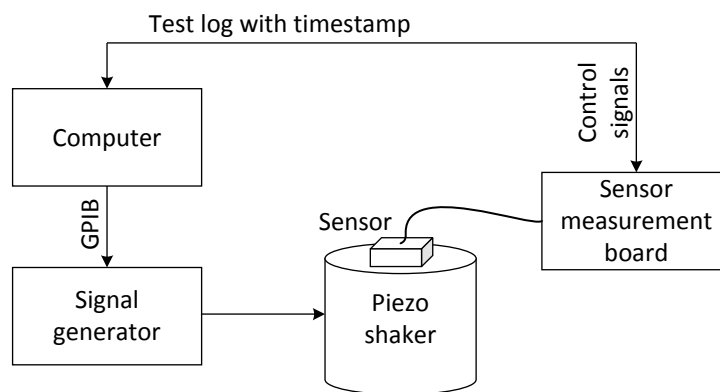 Test log with timestamp
Control
signals
Computer
GPIB
Sensor
Sensor
measurement
board
Signal
generator
Piezo
shaker